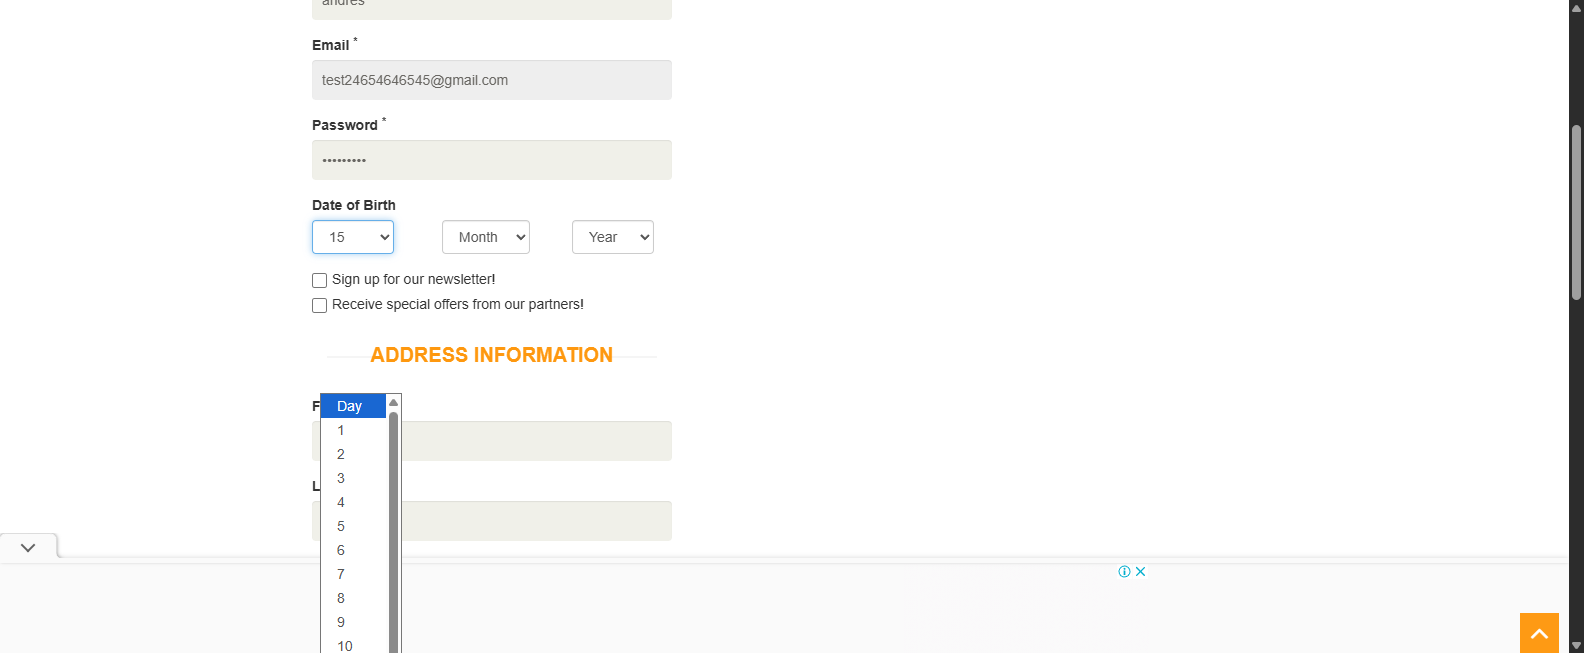 andres
Email *
test24654646545@gmail.com
Password *
•••••••••
Date of Birth
15 Month Year
Sign up for our newsletter!
Receive special offers from our partners!
ADDRESS INFORMATION
F
Day
1
2
3
L
4
5
6
7
8
9
10